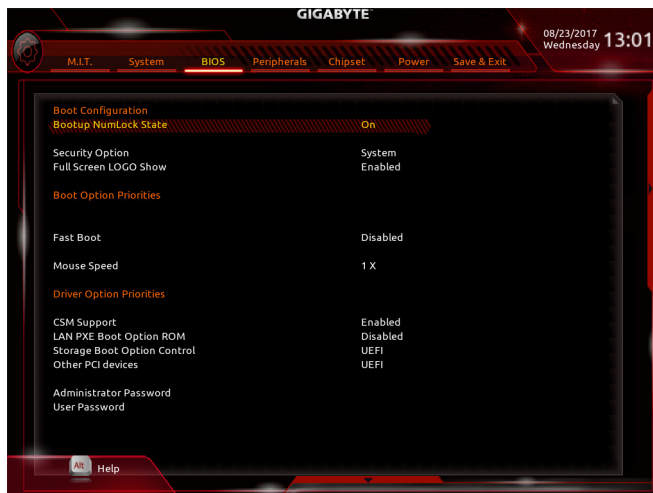 GIGABYTE™
08/23/2017 Wednesday 13:01
M.I.T. System BIOS Peripherals Chipset Power Save & Exit
Boot Configuration
Bootup NumLock State On
Security Option System
Full Screen LOGO Show Enabled
Boot Option Priorities
Fast Boot Disabled
Mouse Speed 1 X
Driver Option Priorities
CSM Support Enabled
LAN PXE Boot Option ROM Disabled
Storage Boot Option Control UEFI
Other PCI devices UEFI
Administrator Password
User Password
Alt Help